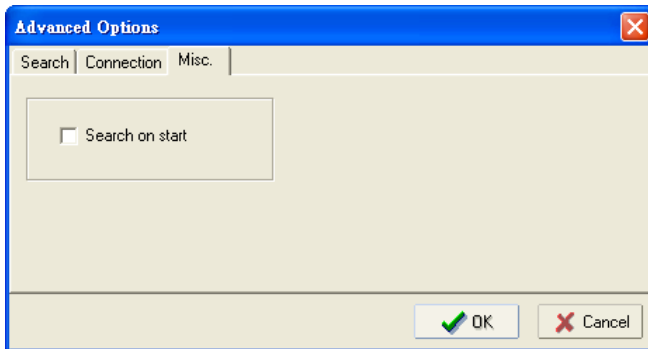 Advanced Options
Search Connection Misc.
Search on start
OK Cancel